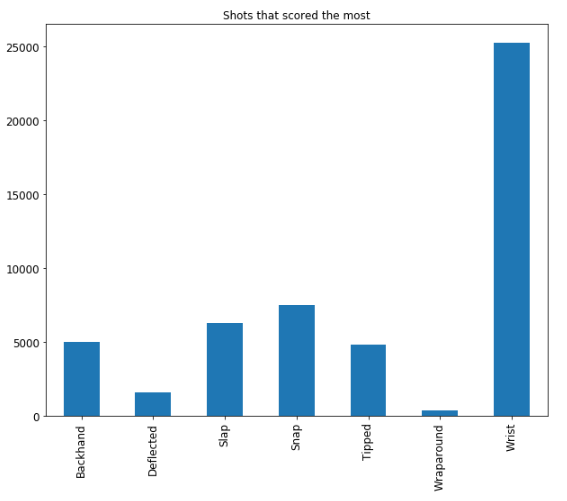 Shots that scored the most
25000
20000
15000
10000
5000
0
Backhand
Deflected
Slap
Snap
Tipped
Wraparound
Wrist